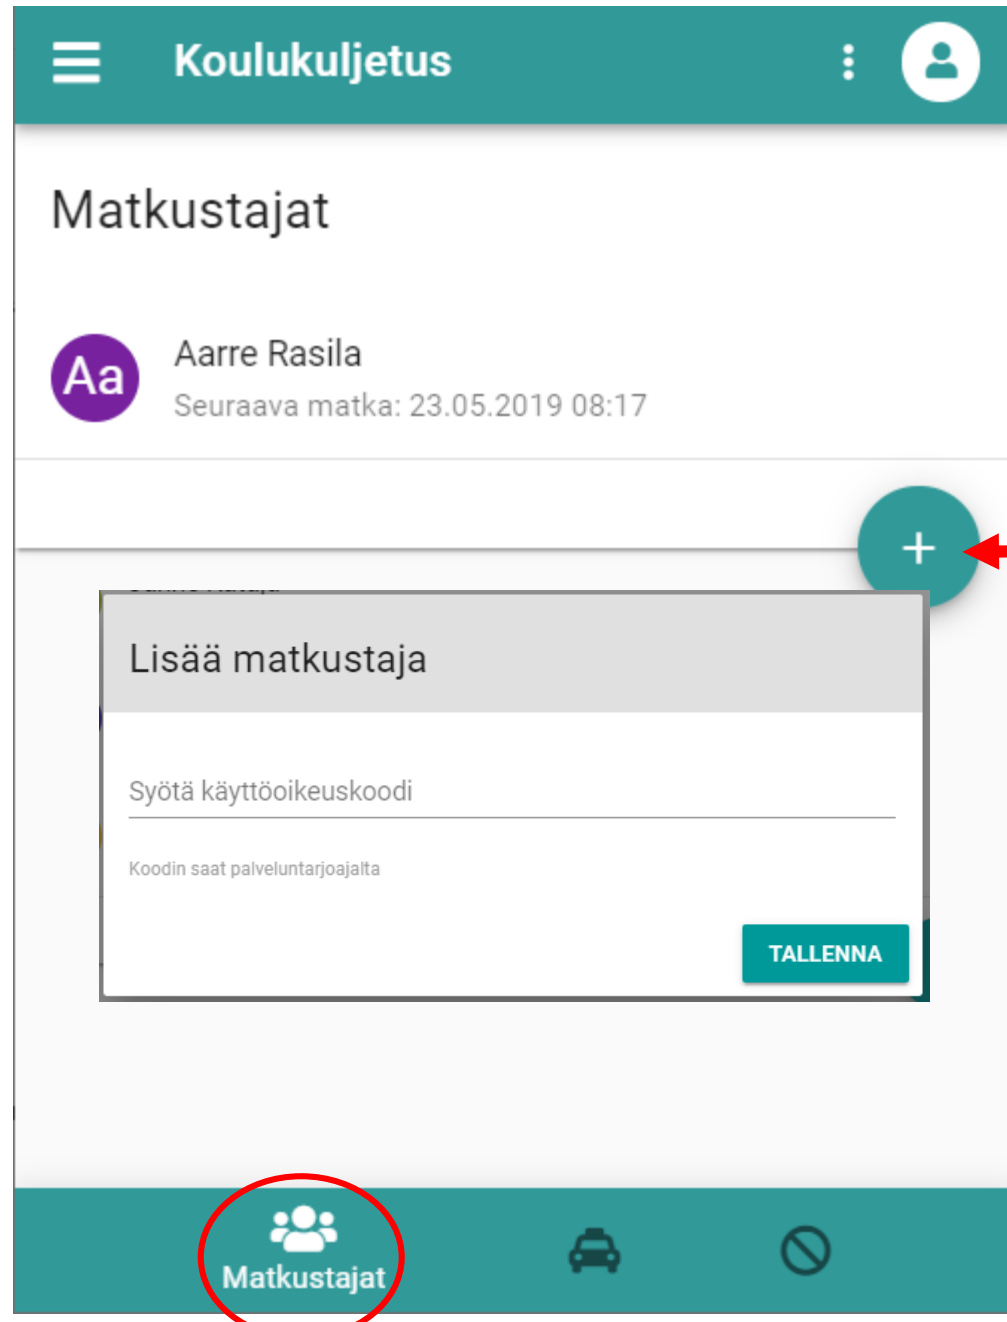 Koulukuljetus
Matkustajat
Aa
Aarre Rasila
Seuraava matka: 23.05.2019 08:17
+
Lisää matkustaja
Syötä käyttöoikeuskoodi
Koodin saat palveluntarjoajalta
TALLENNA
Matkustajat